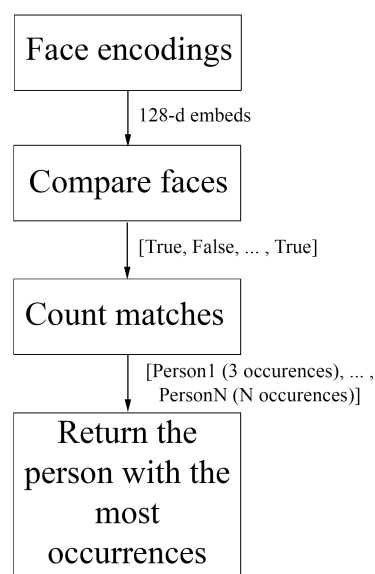 Face encodings
128-d embeds
Compare faces
[True, False, ... , True]
Count matches
[Person1 (3 occurences), ... ,
PersonN (N occurences)]
Return the
person with the
most
occurrences